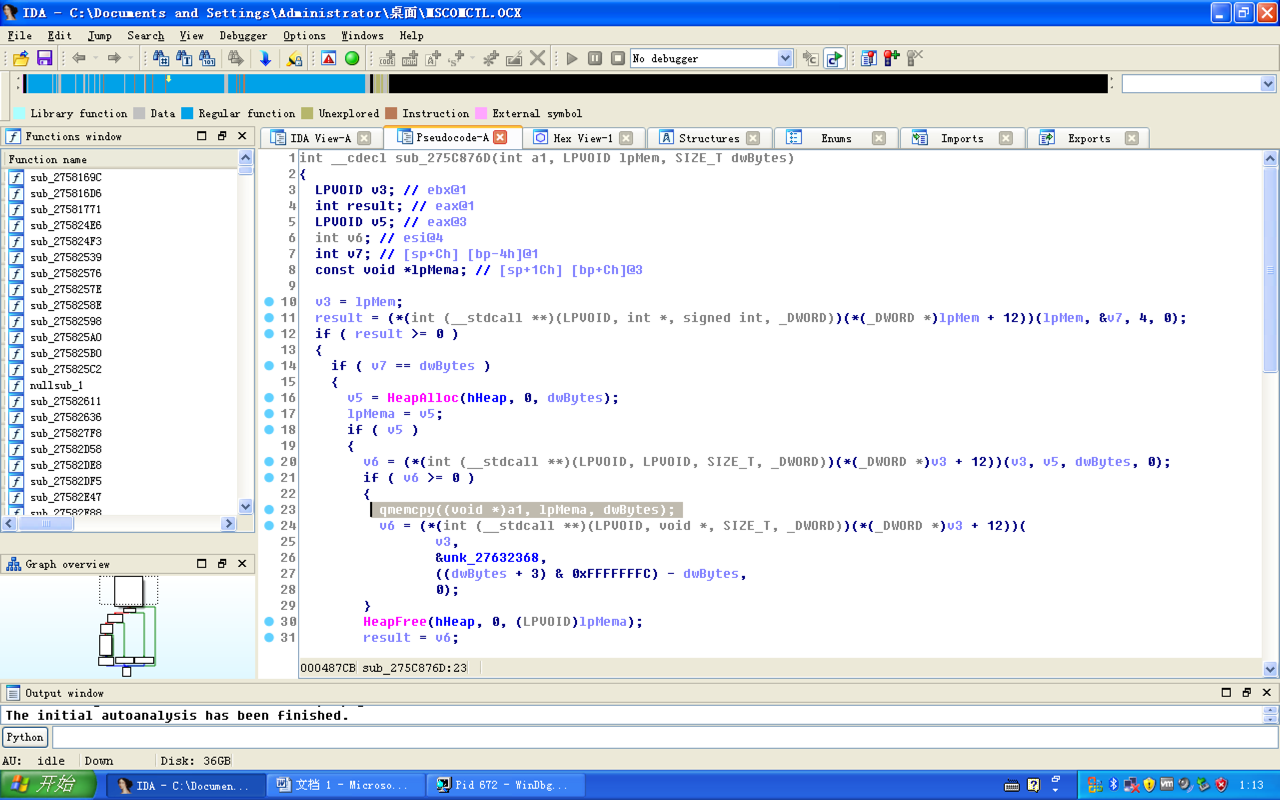 IDA - C:\Documents and Settings\Administrator\桌面\MSCOMCTL.OCX
File Edit Jump Search View Debugger Options Windows Help
No debugger
Library function Data Regular function Unexplored Instruction External symbol
Functions window
IDA View-A Pseudocode-A Hex View-1 Structures Enums Imports Exports
Function name
sub_2758169C
sub_275816D6
sub_27581771
sub_275824E6
sub_275824F3
sub_27582539
sub_27582576
sub_2758257E
sub_2758258E
sub_27582598
sub_275825A0
sub_275825B0
sub_275825C2
nullsub_1
sub_27582611
sub_27582636
sub_275827F8
sub_27582D58
sub_27582DE8
sub_27582DF5
sub_27582E47
sub_27582E88
Graph overview
1 int __cdecl sub_275C876D(int a1, LPVOID lpMem, SIZE_T dwBytes)
2 {
3 LPVOID v3; // ebx@1
4 int result; // eax@1
5 LPVOID v5; // eax@3
6 int v6; // esi@4
7 int v7; // [sp+Ch] [bp-4h]@1
8 const void *lpMema; // [sp+1Ch] [bp+Ch]@3
9
10 v3 = lpMem;
11 result = (*(int (__stdcall **)(LPVOID, int *, signed int, _DWORD))(*(_DWORD *)lpMem + 12))(lpMem, &v7, 4, 0);
12 if ( result >= 0 )
13 {
14 if ( v7 == dwBytes )
15 {
16 v5 = HeapAlloc(hHeap, 0, dwBytes);
17 lpMema = v5;
18 if ( v5 )
19 {
20 v6 = (*(int (__stdcall **)(LPVOID, LPVOID, SIZE_T, _DWORD))(*(_DWORD *)v3 + 12))(v3, v5, dwBytes, 0);
21 if ( v6 >= 0 )
22 {
23 qmemcpy((void *)a1, lpMema, dwBytes);
24 v6 = (*(int (__stdcall **)(LPVOID, void *, SIZE_T, _DWORD))(*(_DWORD *)v3 + 12))(
25 v3,
26 &unk_27632368,
27 ((dwBytes + 3) & 0xFFFFFFFC) - dwBytes,
28 0);
29 }
30 HeapFree(hHeap, 0, (LPVOID)lpMema);
31 result = v6;
000487CB sub_275C876D:23
Output window
The initial autoanalysis has been finished.
Python
AU: idle Down Disk: 36GB
开始 IDA - C:\Documen... 文档 1 - Microso... Pid 672 - WinDbg... 1:13